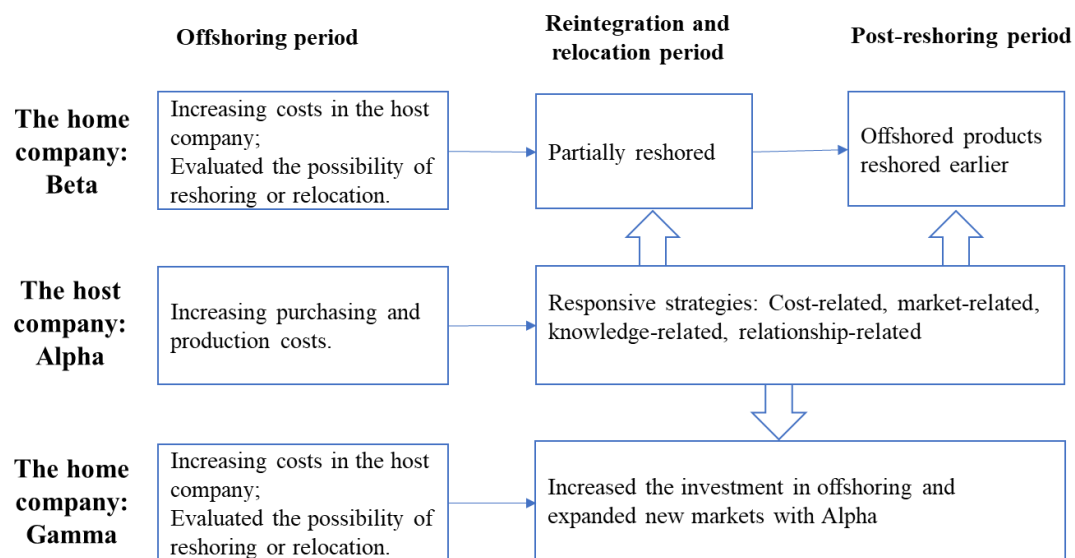 Offshoring period
Reintegration and
relocation period
Post-reshoring period
The home
company:
Beta
Increasing costs in the host
company;
Evaluated the possibility of
reshoring or relocation.
Partially reshored
Offshored products
reshored earlier
The host
company:
Alpha
Increasing purchasing and
production costs.
Responsive strategies: Cost-related, market-related,
knowledge-related, relationship-related
The home
company:
Gamma
Increasing costs in the host
company;
Evaluated the possibility of
reshoring or relocation.
Increased the investment in offshoring and
expanded new markets with Alpha